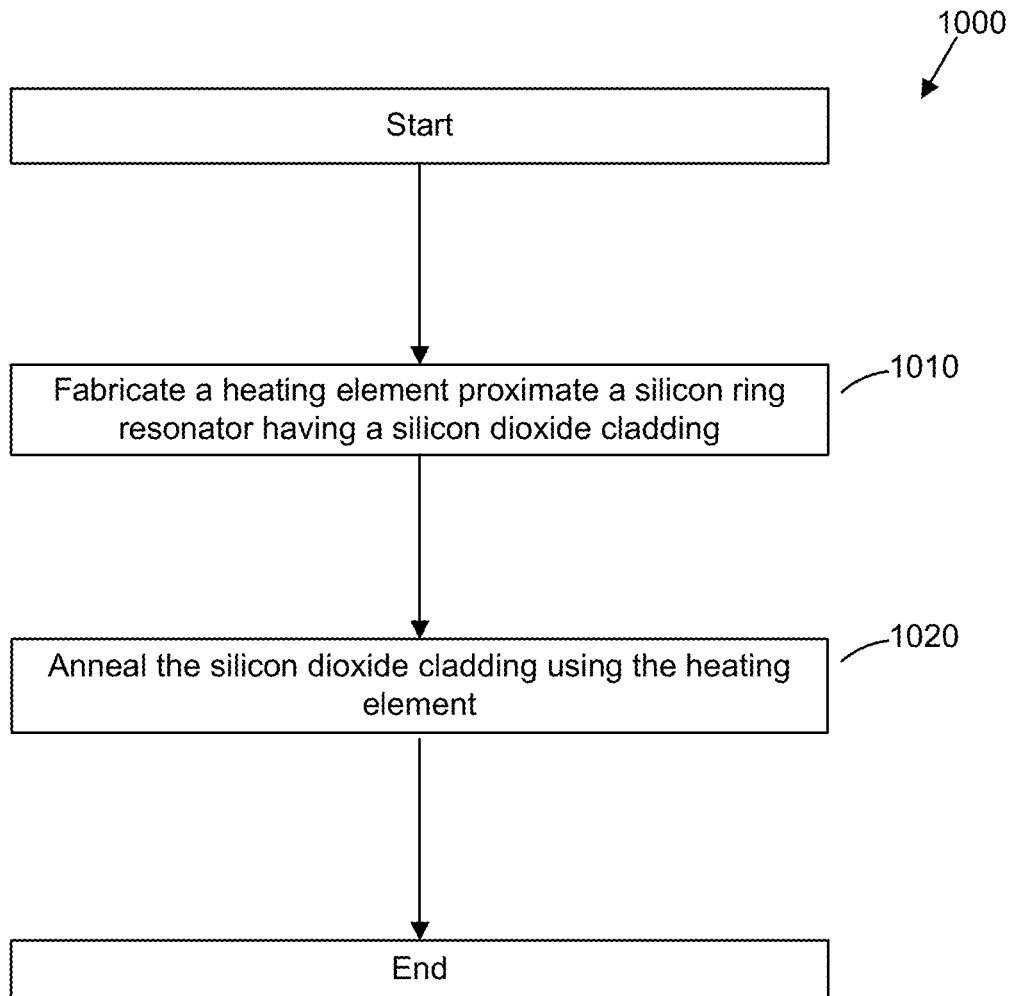 1000
Start
Fabricate a heating element proximate a silicon ring
resonator having a silicon dioxide cladding
1010
Anneal the silicon dioxide cladding using the heating
element
1020
End